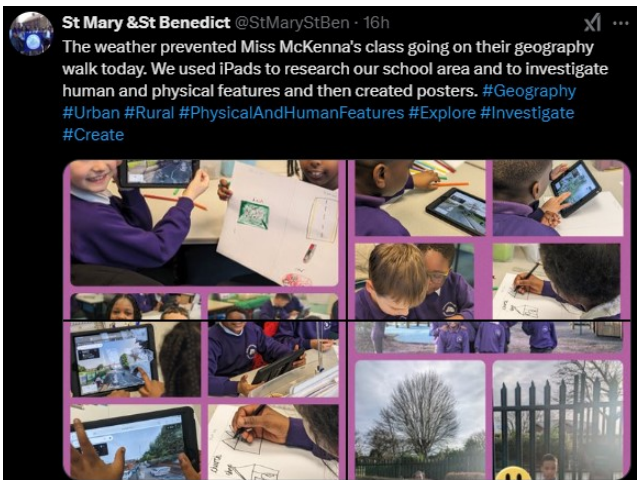 St Mary &St Benedict @StMaryStBen · 16h
The weather prevented Miss McKenna's class going on their geography
walk today. We used iPads to research our school area and to investigate
human and physical features and then created posters. #Geography
#Urban #Rural #PhysicalAndHumanFeatures #Explore #Investigate
#Create